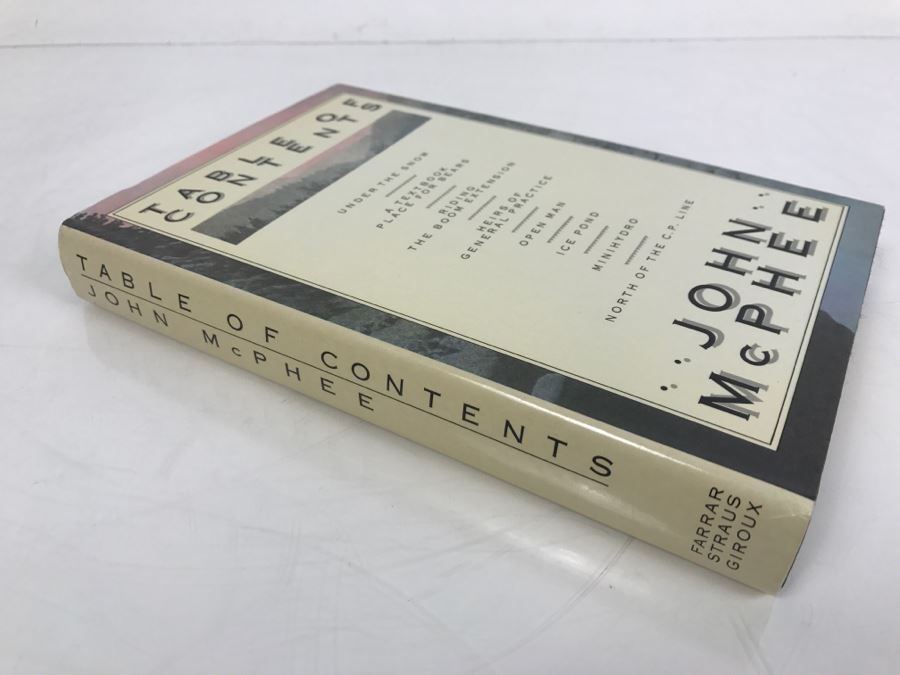 TABLE OF
CONTENTS
UNDER THE SNOW
A TEXTBOOK
PLACE FOR BEARS
RIDING
THE BOOM EXTENSION
HEIRS OF
GENERAL PRACTICE
OPEN MAN
ICE POND
MINIHYDRO
NORTH OF THE C.P. LINE
JOHN
McPHEE
TABLE OF CONTENTS
JOHN McPHEE
FARRAR
STRAUS
GIROUX